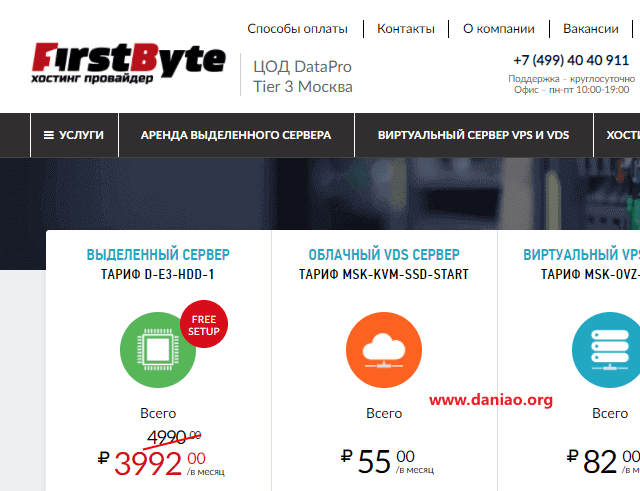 Способы оплаты
Контакты
О компании
Вакансии
FirstByte
хостинг провайдер
ЦОД DataPro
Tier 3 Москва
+7 (499) 40 40 911
Поддержка – круглосуточно
Офис – пн-пт 10:00-19:00
УСЛУГИ
АРЕНДА ВЫДЕЛЕННОГО СЕРВЕРА
ВИРТУАЛЬНЫЙ СЕРВЕР VPS И VDS
ХОСТИ
ВЫДЕЛЕННЫЙ СЕРВЕР
ТАРИФ D-E3-HDD-1
FREE
SETUP
Всего
4990 00
₽ 3992 00 /в месяц
ОБЛАЧНЫЙ VDS СЕРВЕР
ТАРИФ MSK-KVM-SSD-START
Всего
₽ 55 00 /в месяц
ВИРТУАЛЬНЫЙ VPS
ТАРИФ MSK-OVZ-
Всего
₽ 82 00 /в месяц
www.daniao.org